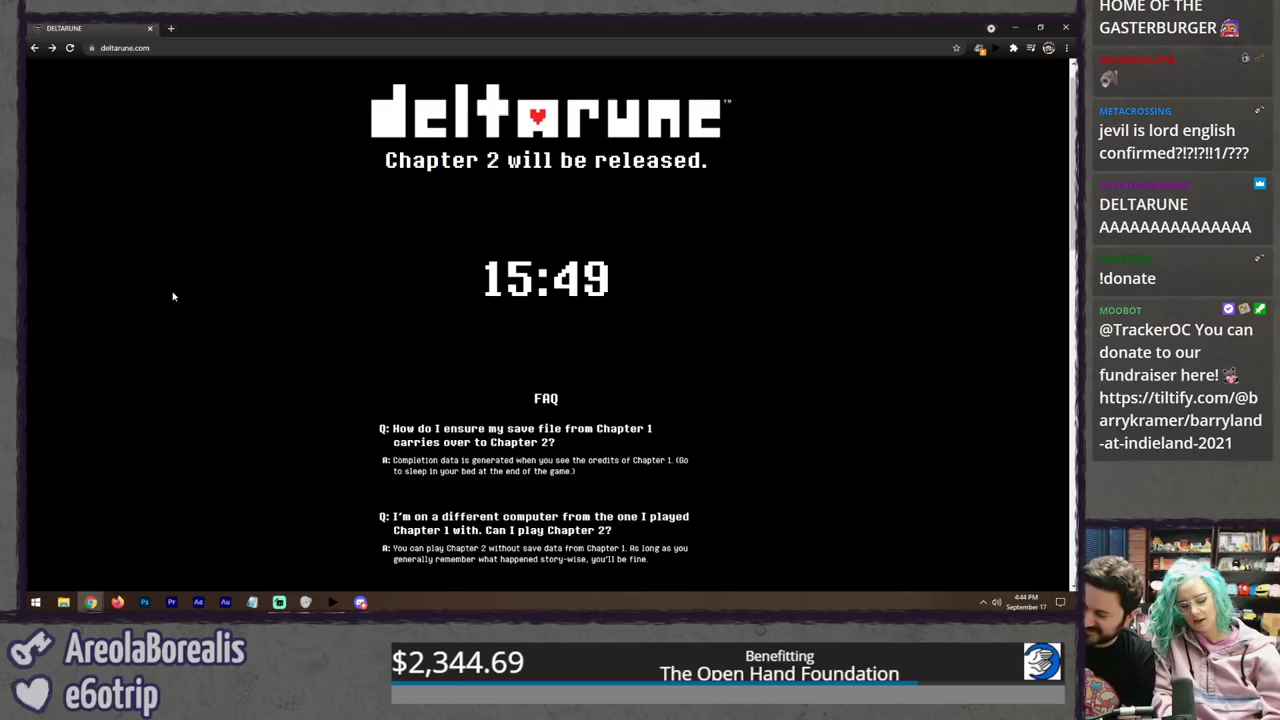 DELTARUNE
deltarune.com
deltarune™
Chapter 2 will be released.
15:49
FAQ
Q: How do I ensure my save file from Chapter 1
carries over to Chapter 2?
A: Completion data is generated when you see the credits of Chapter 1. (Go
to sleep in your bed at the end of the game.)
Q: I'm on a different computer from the one I played
Chapter 1 with. Can I play Chapter 2?
A: You can play Chapter 2 without save data from Chapter 1. As long as you
generally remember what happened story-wise, you'll be fine.
Ps
Pr
Ae
Au
4:44 PM
September 17
HOME OF THE
GASTERBURGER
METACROSSING
jevil is lord english
confirmed?!?!?!!1/???
DELTARUNE
AAAAAAAAAAAAAAA
!donate
MOOBOT
@TrackerOC You can
donate to our
fundraiser here!
https://tiltify.com/@b
arrykramer/barryland
-at-indieland-2021
AreolaBorealis
e6otrip
$2,344.69
Benefitting
The Open Hand Foundation